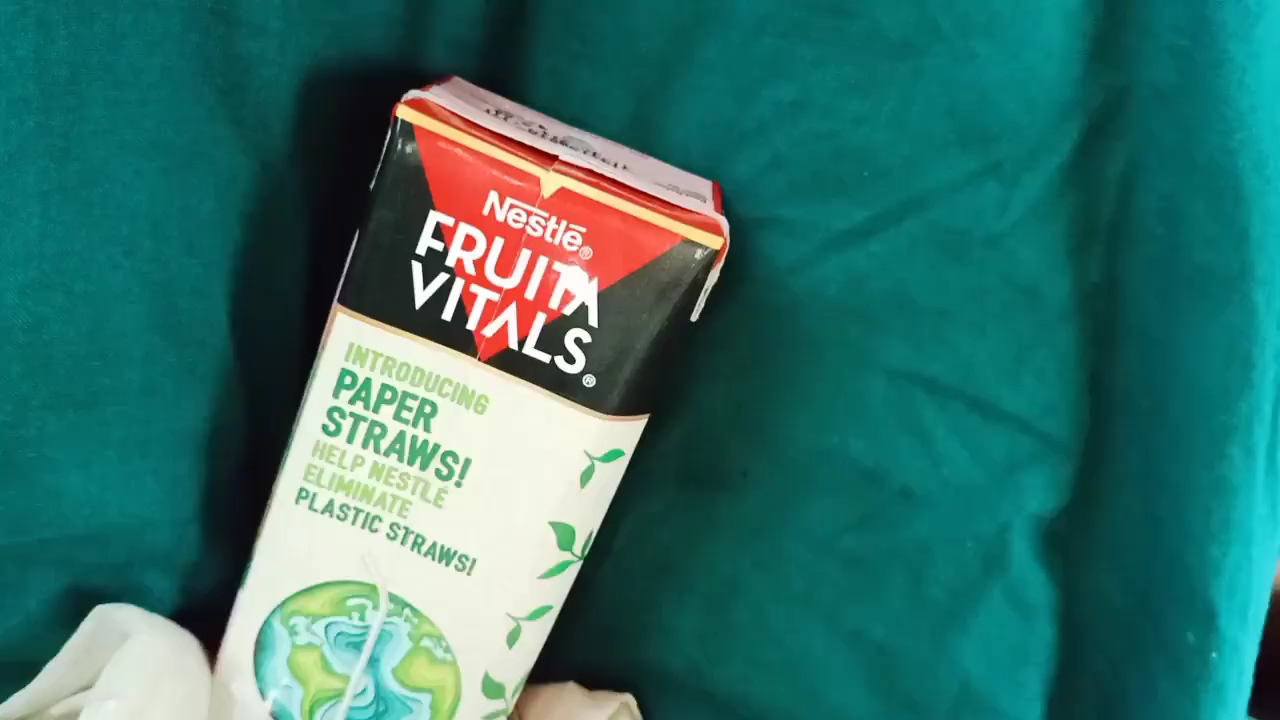 Nestlé®
FRUITA
VITALS®
INTRODUCING
PAPER
STRAWS!
HELP NESTLÉ
ELIMINATE
PLASTIC STRAWS!